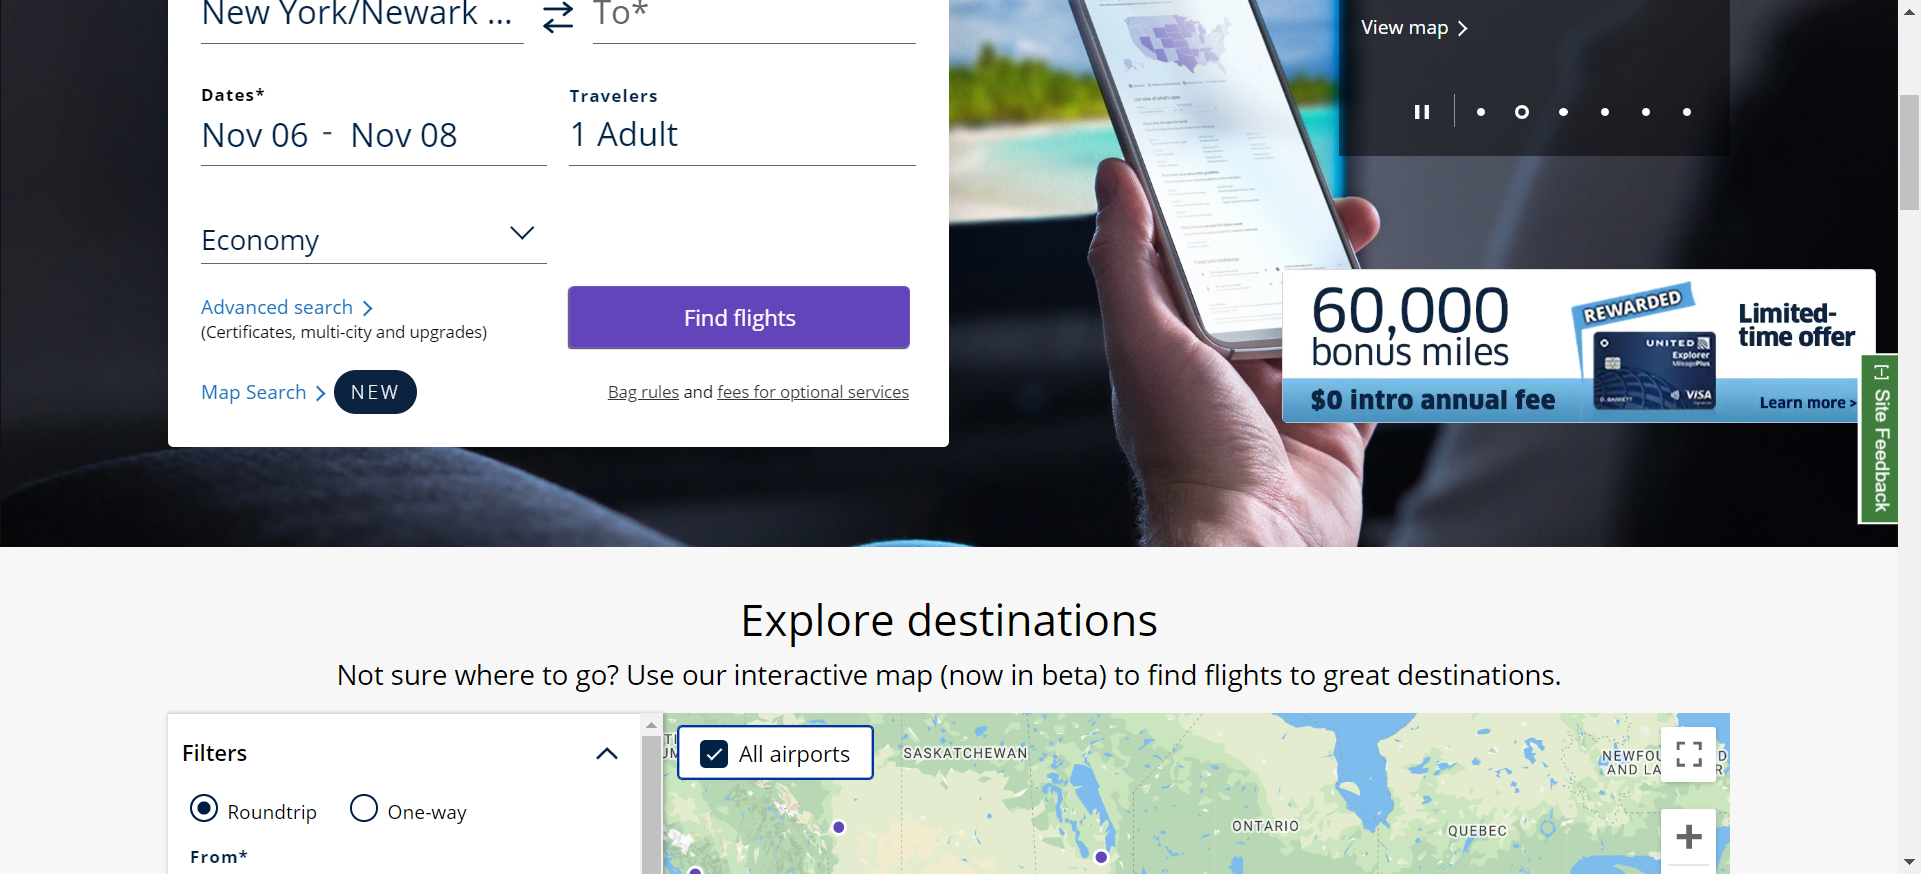 New York/Newark ...
To*
View map
Dates*
Nov 06 - Nov 08
Travelers
1 Adult
Economy
Advanced search
(Certificates, multi-city and upgrades)
Find flights
Map Search
NEW
Bag rules and fees for optional services
60,000
bonus miles
$0 intro annual fee
REWARDED
UNITED
Explorer
MileagePlus
VISA
Limited-
time offer
Learn more >
[-] Site Feedback
Explore destinations
Not sure where to go? Use our interactive map (now in beta) to find flights to great destinations.
Filters
Roundtrip
One-way
From*
All airports
SASKATCHEWAN
ONTARIO
QUEBEC